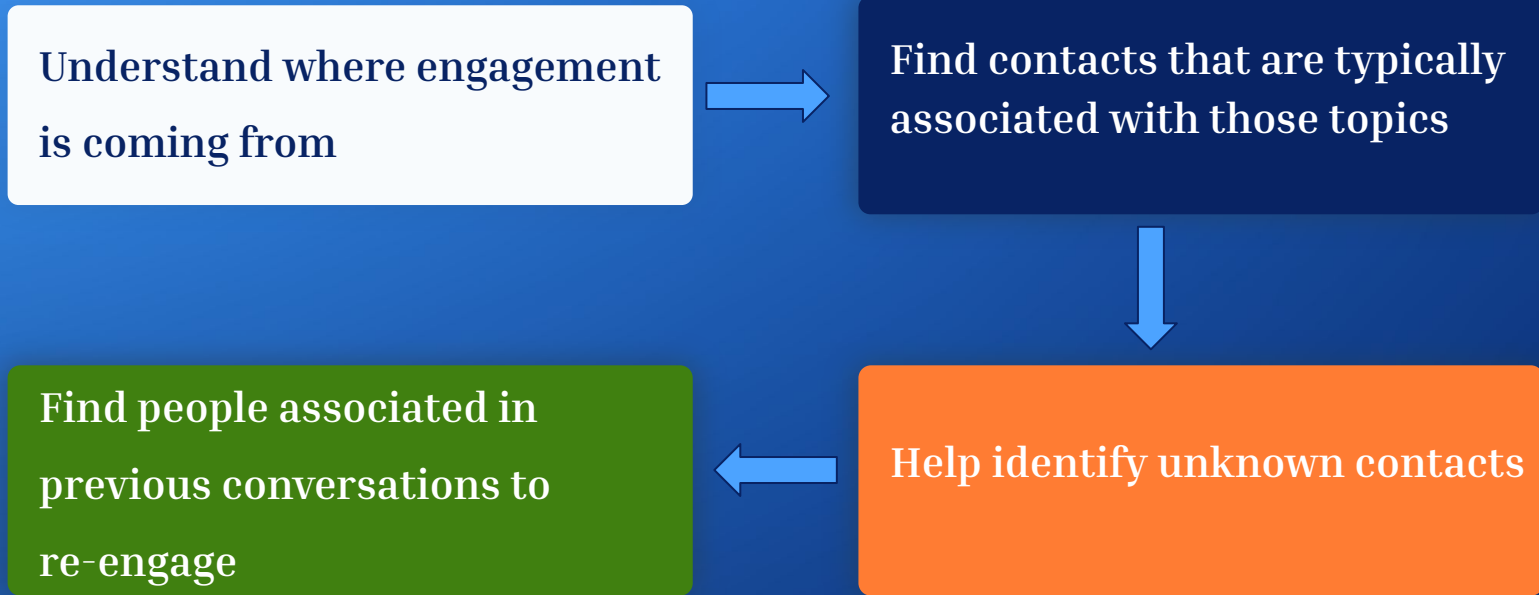 Understand where engagement
is coming from
Find contacts that are typically
associated with those topics
Help identify unknown contacts
Find people associated in
previous conversations to
re-engage